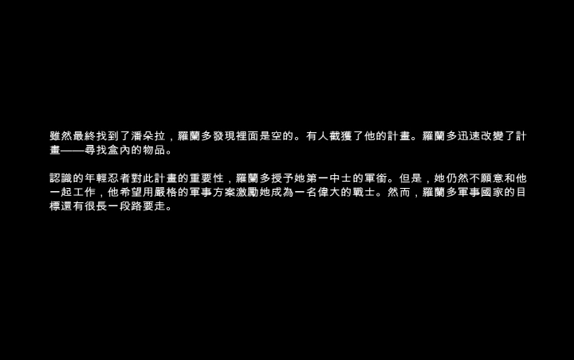 雖然最終找到了潘朵拉，羅蘭多發現裡面是空的。有人截獲了他的計畫。羅蘭多迅速改變了計
畫——尋找盒內的物品。
認識的年輕忍者對此計畫的重要性，羅蘭多授予她第一中士的軍銜。但是，她仍然不願意和他
一起工作，他希望用嚴格的軍事方案激勵她成為一名偉大的戰士。然而，羅蘭多軍事國家的目
標還有很長一段路要走。